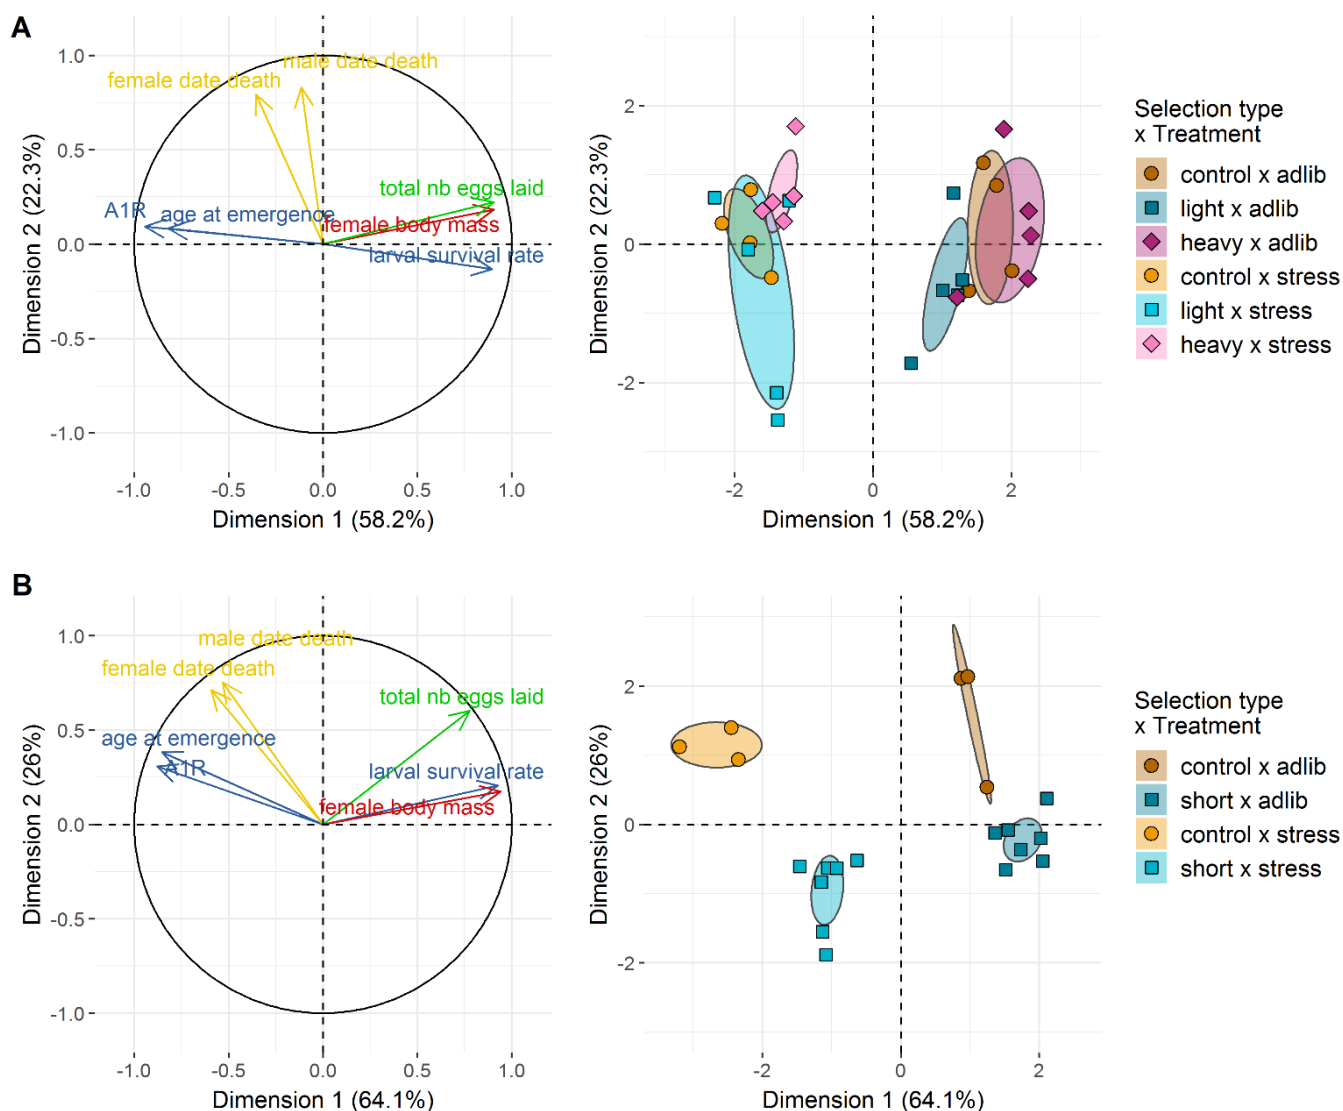 A
male date death
female date death
total nb eggs laid
A1R
age at emergence
female body mass
larval survival rate
1.0
0.5
0.0
-0.5
-1.0
Dimension 2 (22.3%)
-1.0
-0.5
0.0
0.5
1.0
Dimension 1 (58.2%)
2
0
-2
Dimension 2 (22.3%)
-2
0
2
Dimension 1 (58.2%)
Selection type
x Treatment
control x adlib
light x adlib
heavy x adlib
control x stress
light x stress
heavy x stress
B
male date death
female date death
total nb eggs laid
age at emergence
A1R
larval survival rate
female body mass
1.0
0.5
0.0
-0.5
-1.0
Dimension 2 (26%)
-1.0
-0.5
0.0
0.5
1.0
Dimension 1 (64.1%)
2
0
-2
Dimension 2 (26%)
-2
0
2
Dimension 1 (64.1%)
Selection type
x Treatment
control x adlib
short x adlib
control x stress
short x stress